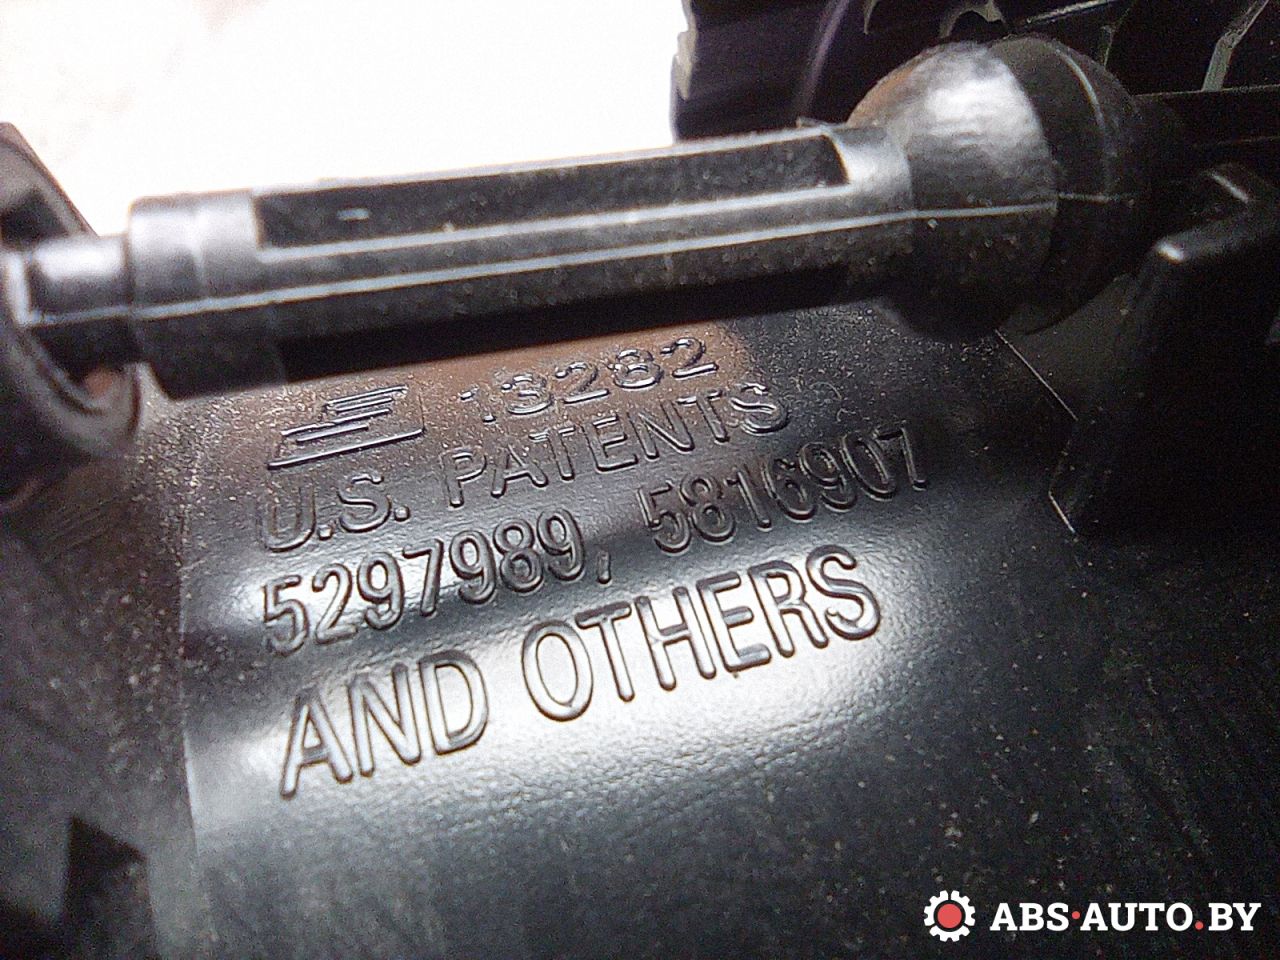 13282
U.S. PATENTS
5297989, 5816907
AND OTHERS
ABS·AUTO.BY